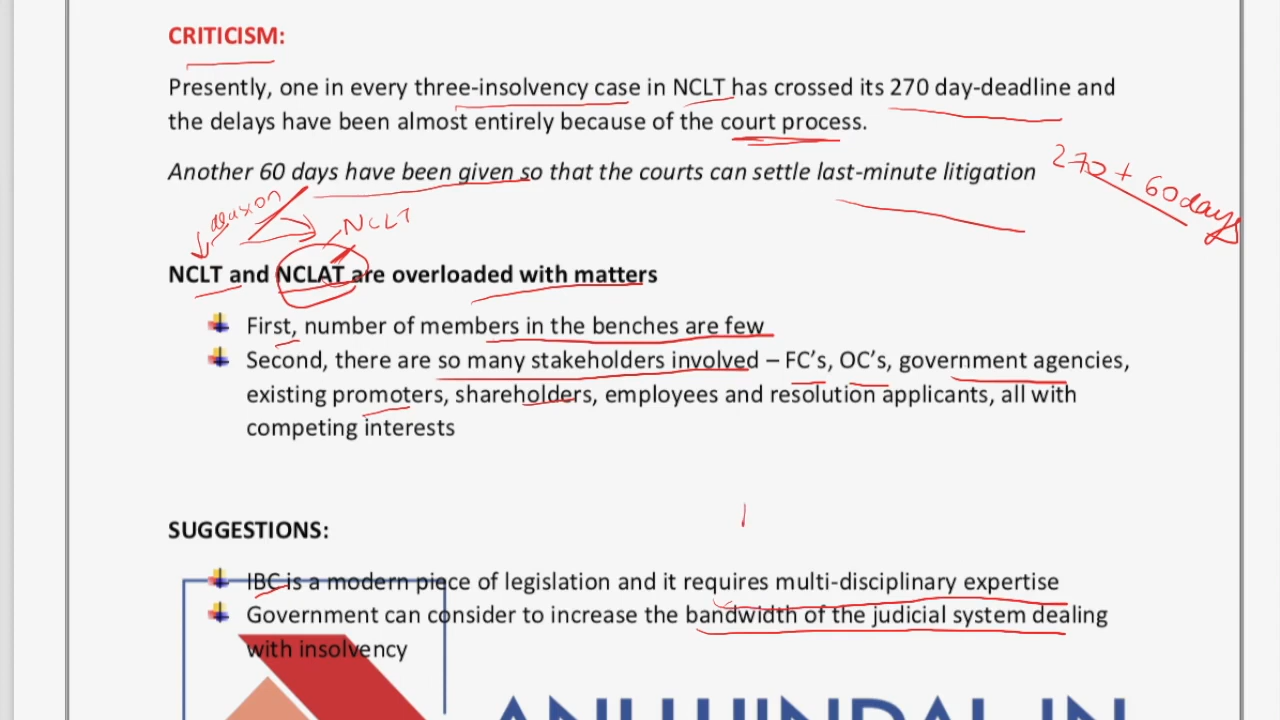 CRITICISM:
Presently, one in every three-insolvency case in NCLT has crossed its 270 day-deadline and
the delays have been almost entirely because of the court process.
Another 60 days have been given so that the courts can settle last-minute litigation
270 + 60 days
NCLT
NCLT and NCLAT are overloaded with matters
First, number of members in the benches are few
Second, there are so many stakeholders involved – FC's, OC's, government agencies,
existing promoters, shareholders, employees and resolution applicants, all with
competing interests
SUGGESTIONS:
IBC is a modern piece of legislation and it requires multi-disciplinary expertise
Government can consider to increase the bandwidth of the judicial system dealing
with insolvency